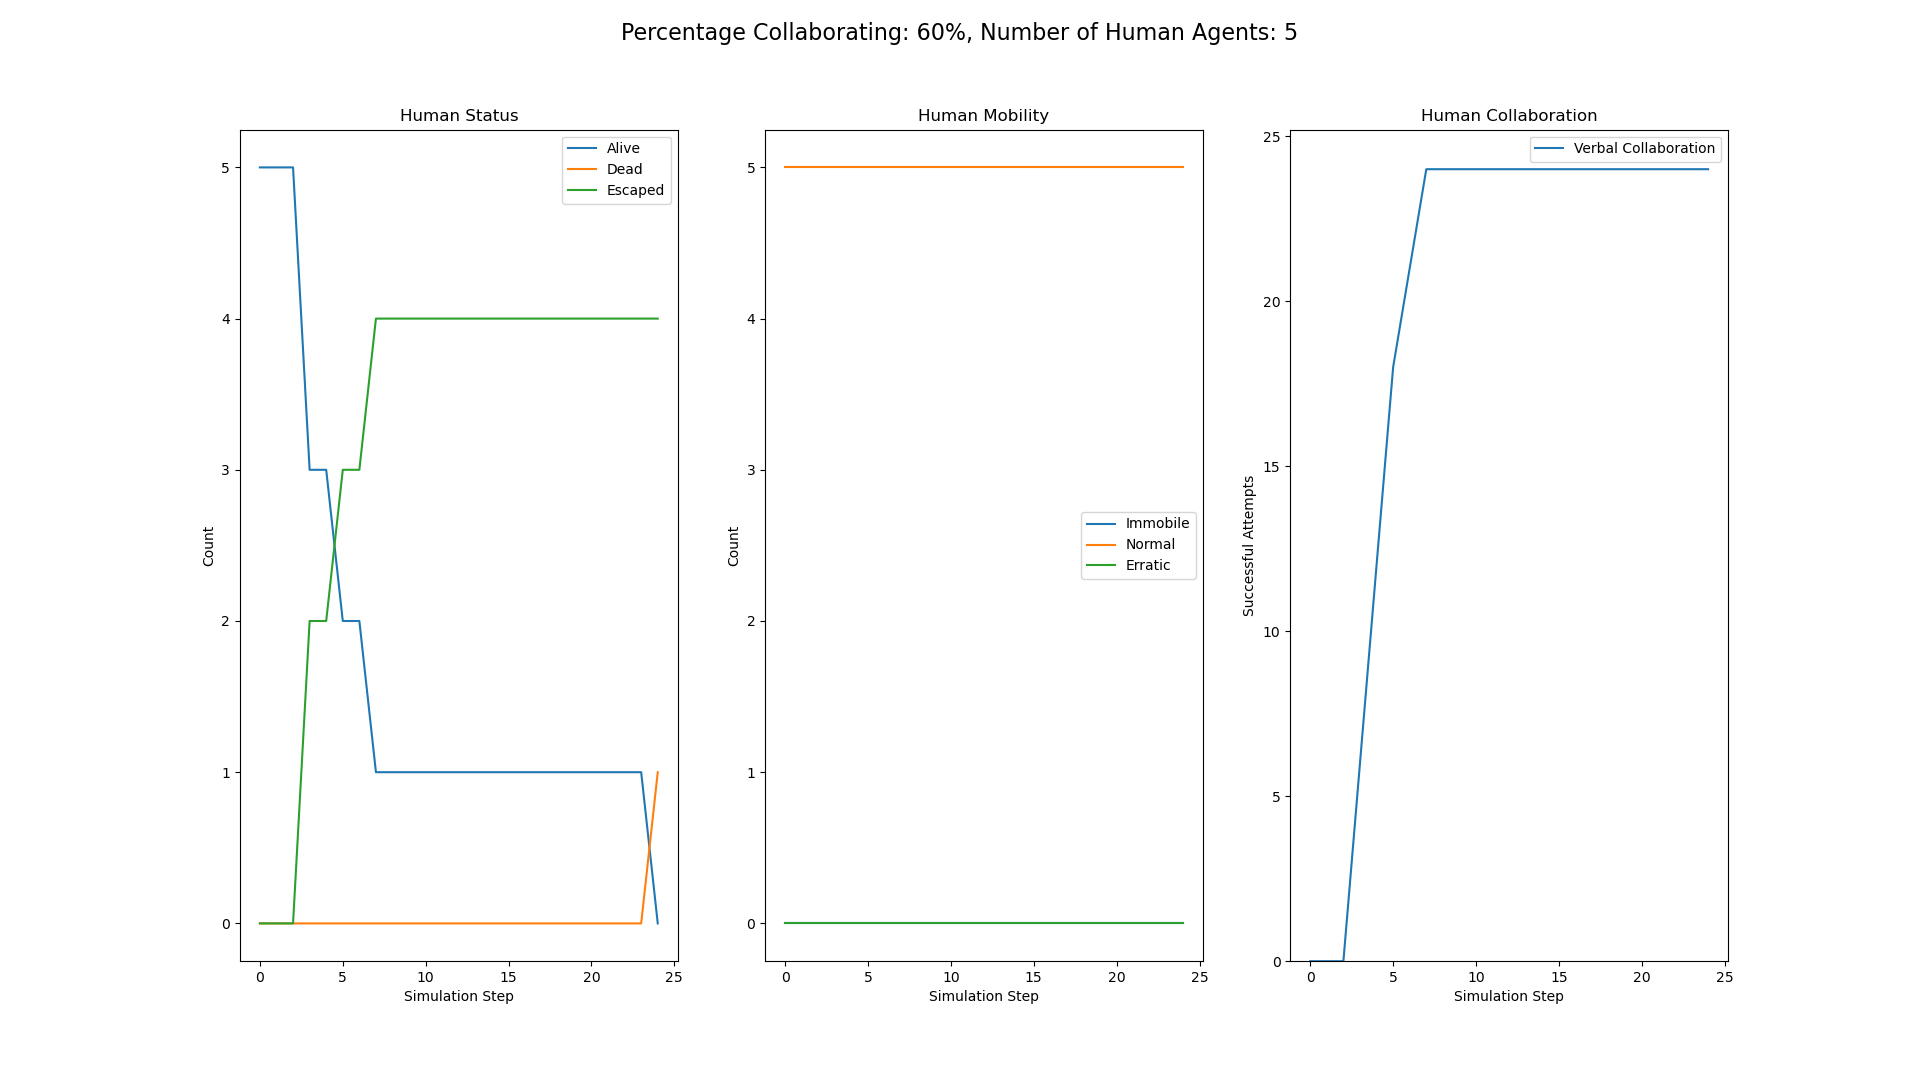 Percentage Collaborating: 60%, Number of Human Agents: 5
Human Status
Alive
Dead
Escaped
5
4
3
2
1
0
Count
0 5 10 15 20 25
Simulation Step
Human Mobility
Immobile
Normal
Erratic
5
4
3
2
1
0
Count
0 5 10 15 20 25
Simulation Step
Human Collaboration
Verbal Collaboration
25
20
15
10
5
0
Successful Attempts
0 5 10 15 20 25
Simulation Step